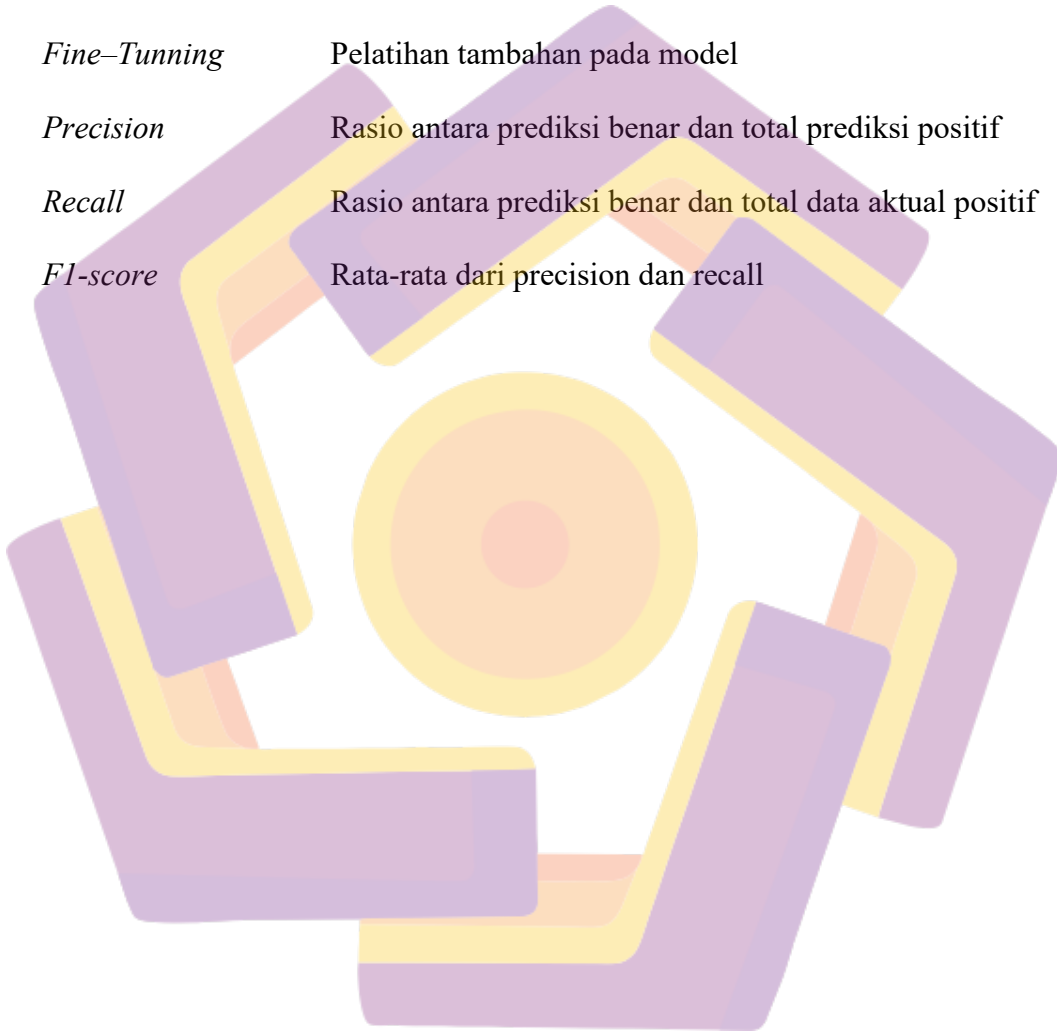 Fine–Tunning Pelatihan tambahan pada model
Precision Rasio antara prediksi benar dan total prediksi positif
Recall Rasio antara prediksi benar dan total data aktual positif
F1-score Rata-rata dari precision dan recall